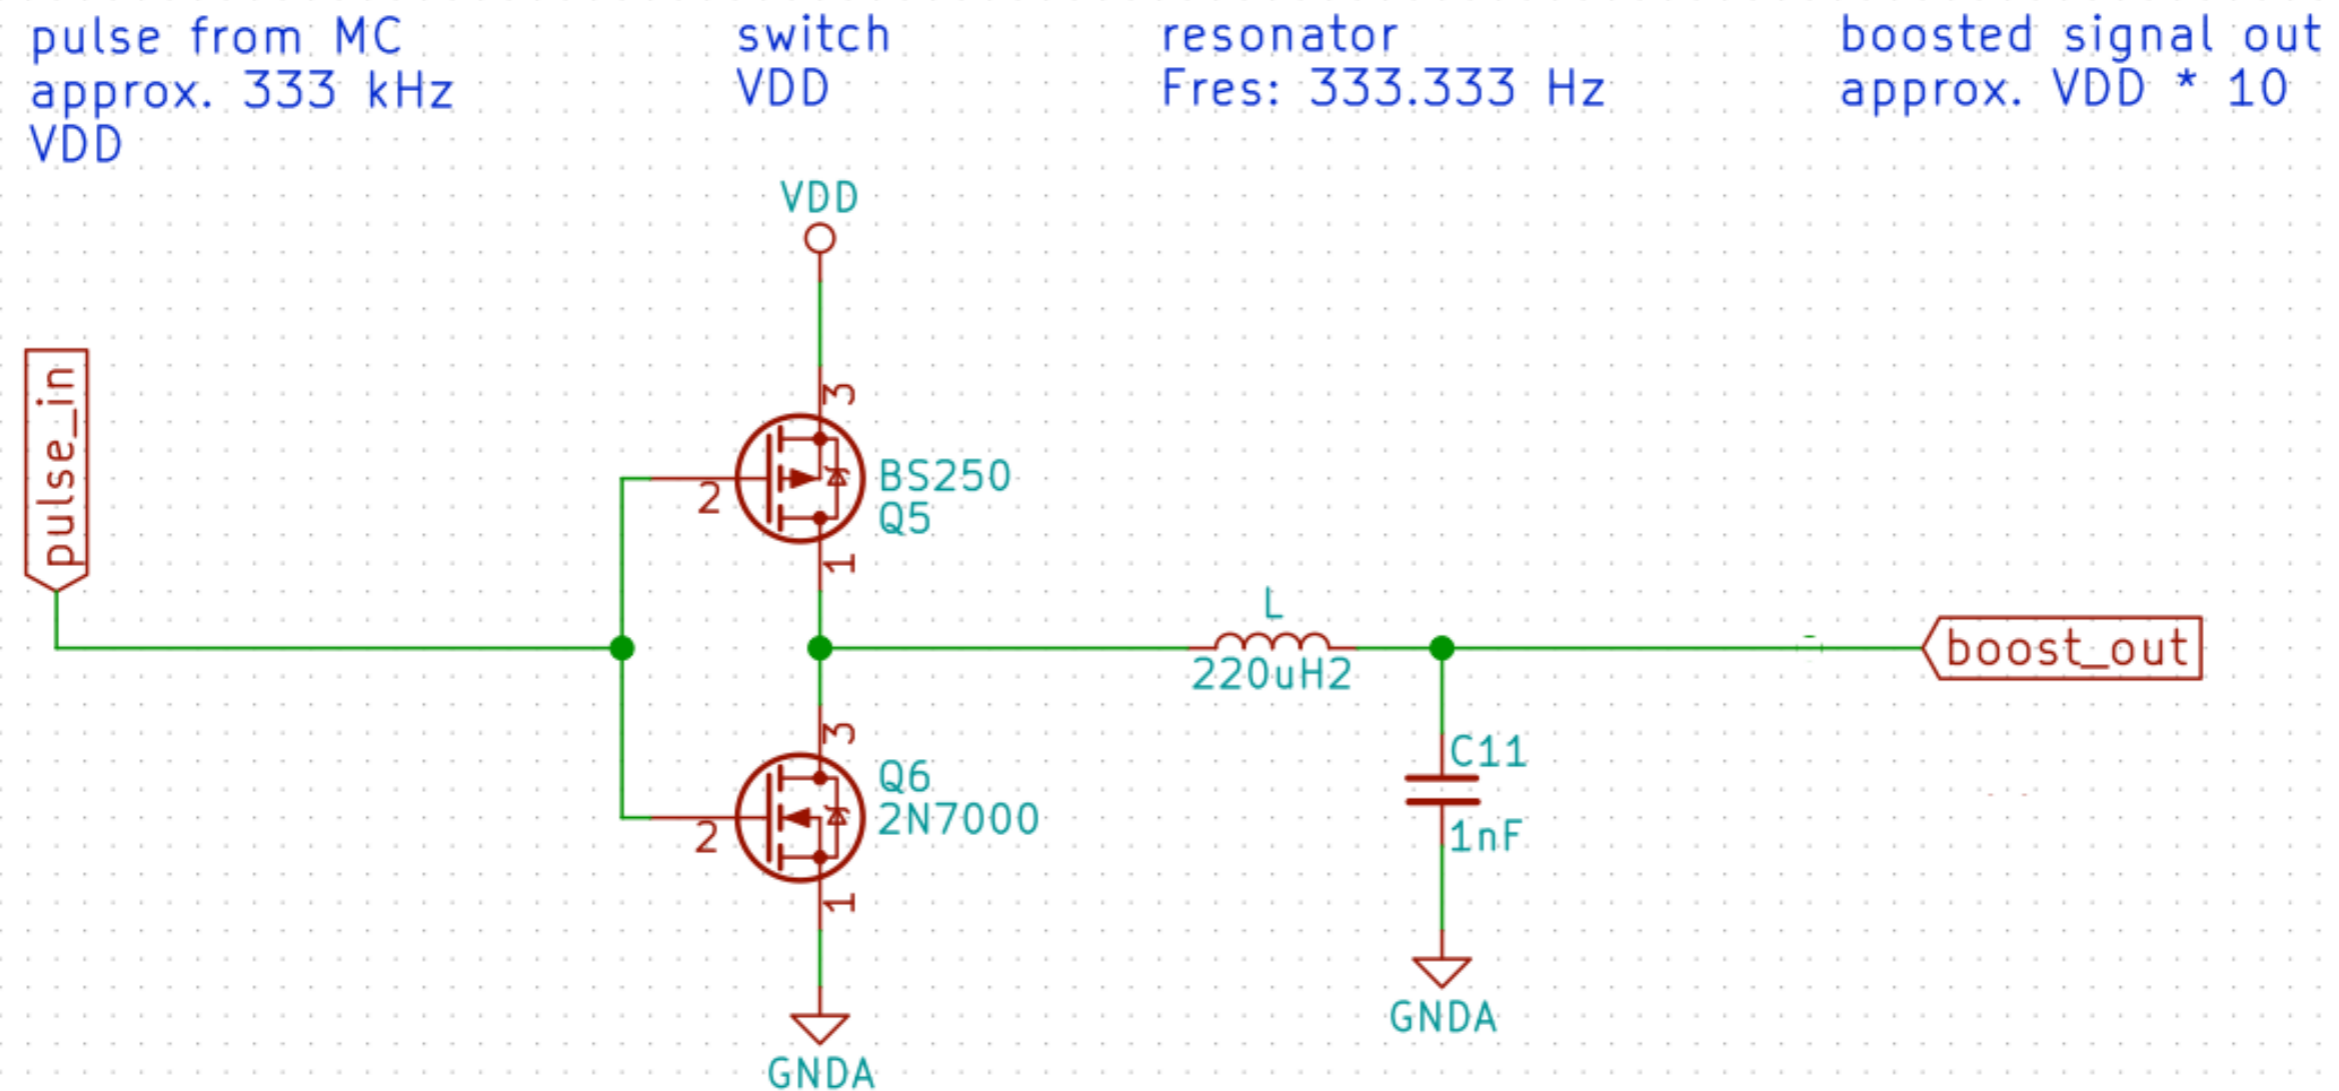 pulse from MC
approx. 333 kHz
VDD
switch
VDD
resonator
Fres: 333.333 Hz
boosted signal out
approx. VDD * 10
VDD
pulse_in
3
2
BS250
Q5
1
L
220uH2
boost_out
3
Q6
2N7000
2
1
C11
1nF
GNDA
GNDA